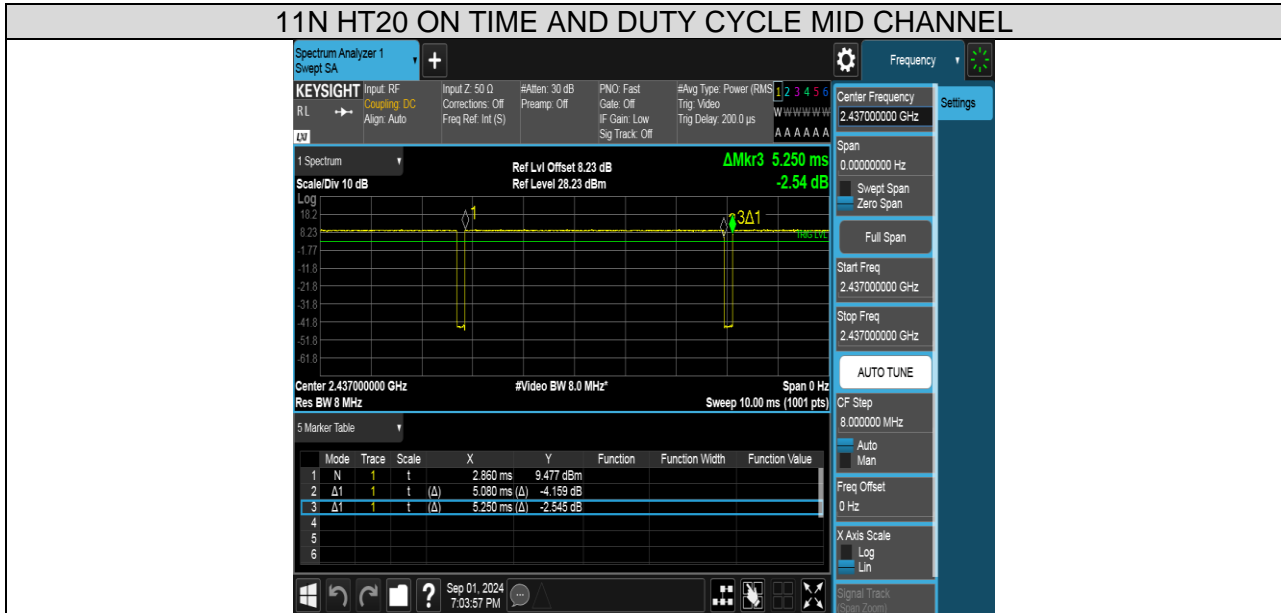 11N HT20 ON TIME AND DUTY CYCLE MID CHANNEL
Spectrum Analyzer 1
Swept SA
+
Frequency
KEYSIGHT
RL
LXI
Input: RF
Coupling: DC
Align: Auto
Input Z: 50 Ω
Corrections: Off
Freq Ref: Int (S)
#Atten: 30 dB
Preamp: Off
PNO: Fast
Gate: Off
IF Gain: Low
Sig Track: Off
#Avg Type: Power (RMS
Trig: Video
Trig Delay: 200.0 µs
1 2 3 4 5 6
W W W W W W
A A A A A A
Center Frequency
2.437000000 GHz
Settings
Span
0.00000000 Hz
Swept Span
Zero Span
Full Span
Start Freq
2.437000000 GHz
Stop Freq
2.437000000 GHz
AUTO TUNE
CF Step
8.000000 MHz
Auto
Man
Freq Offset
0 Hz
X Axis Scale
Log
Lin
Signal Track
(Span Zoom)
1 Spectrum
Ref Lvl Offset 8.23 dB
ΔMkr3 5.250 ms
Scale/Div 10 dB
Ref Level 28.23 dBm
-2.54 dB
Log
18.2
8.23
-1.77
-11.8
-21.8
-31.8
-41.8
-51.8
-61.8
1
3Δ1
TRIG LVL
Center 2.437000000 GHz
#Video BW 8.0 MHz*
Span 0 Hz
Res BW 8 MHz
Sweep 10.00 ms (1001 pts)
5 Marker Table
Mode Trace Scale X Y Function Function Width Function Value
1 N 1 t 2.860 ms 9.477 dBm
2 Δ1 1 t (Δ) 5.080 ms (Δ) -4.159 dB
3 Δ1 1 t (Δ) 5.250 ms (Δ) -2.545 dB
4
5
6
?
Sep 01, 2024
7:03:57 PM